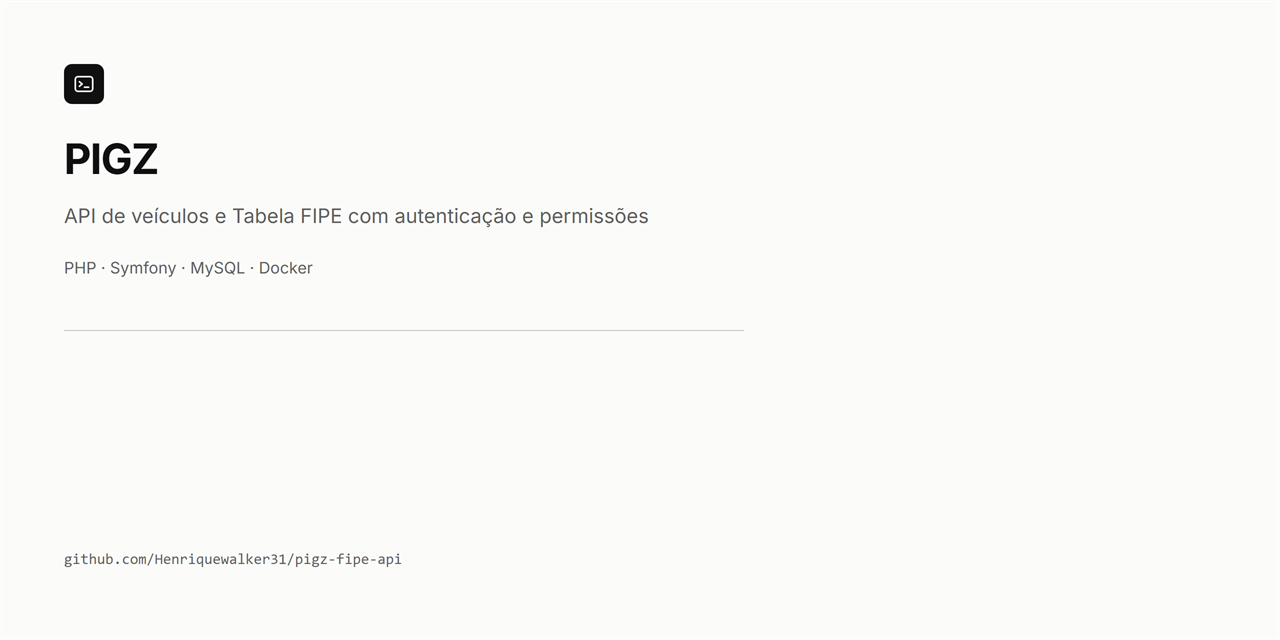 PIGZ
API de veículos e Tabela FIPE com autenticação e permissões
PHP · Symfony · MySQL · Docker
github.com/Henriquewalker31/pigz-fipe-api